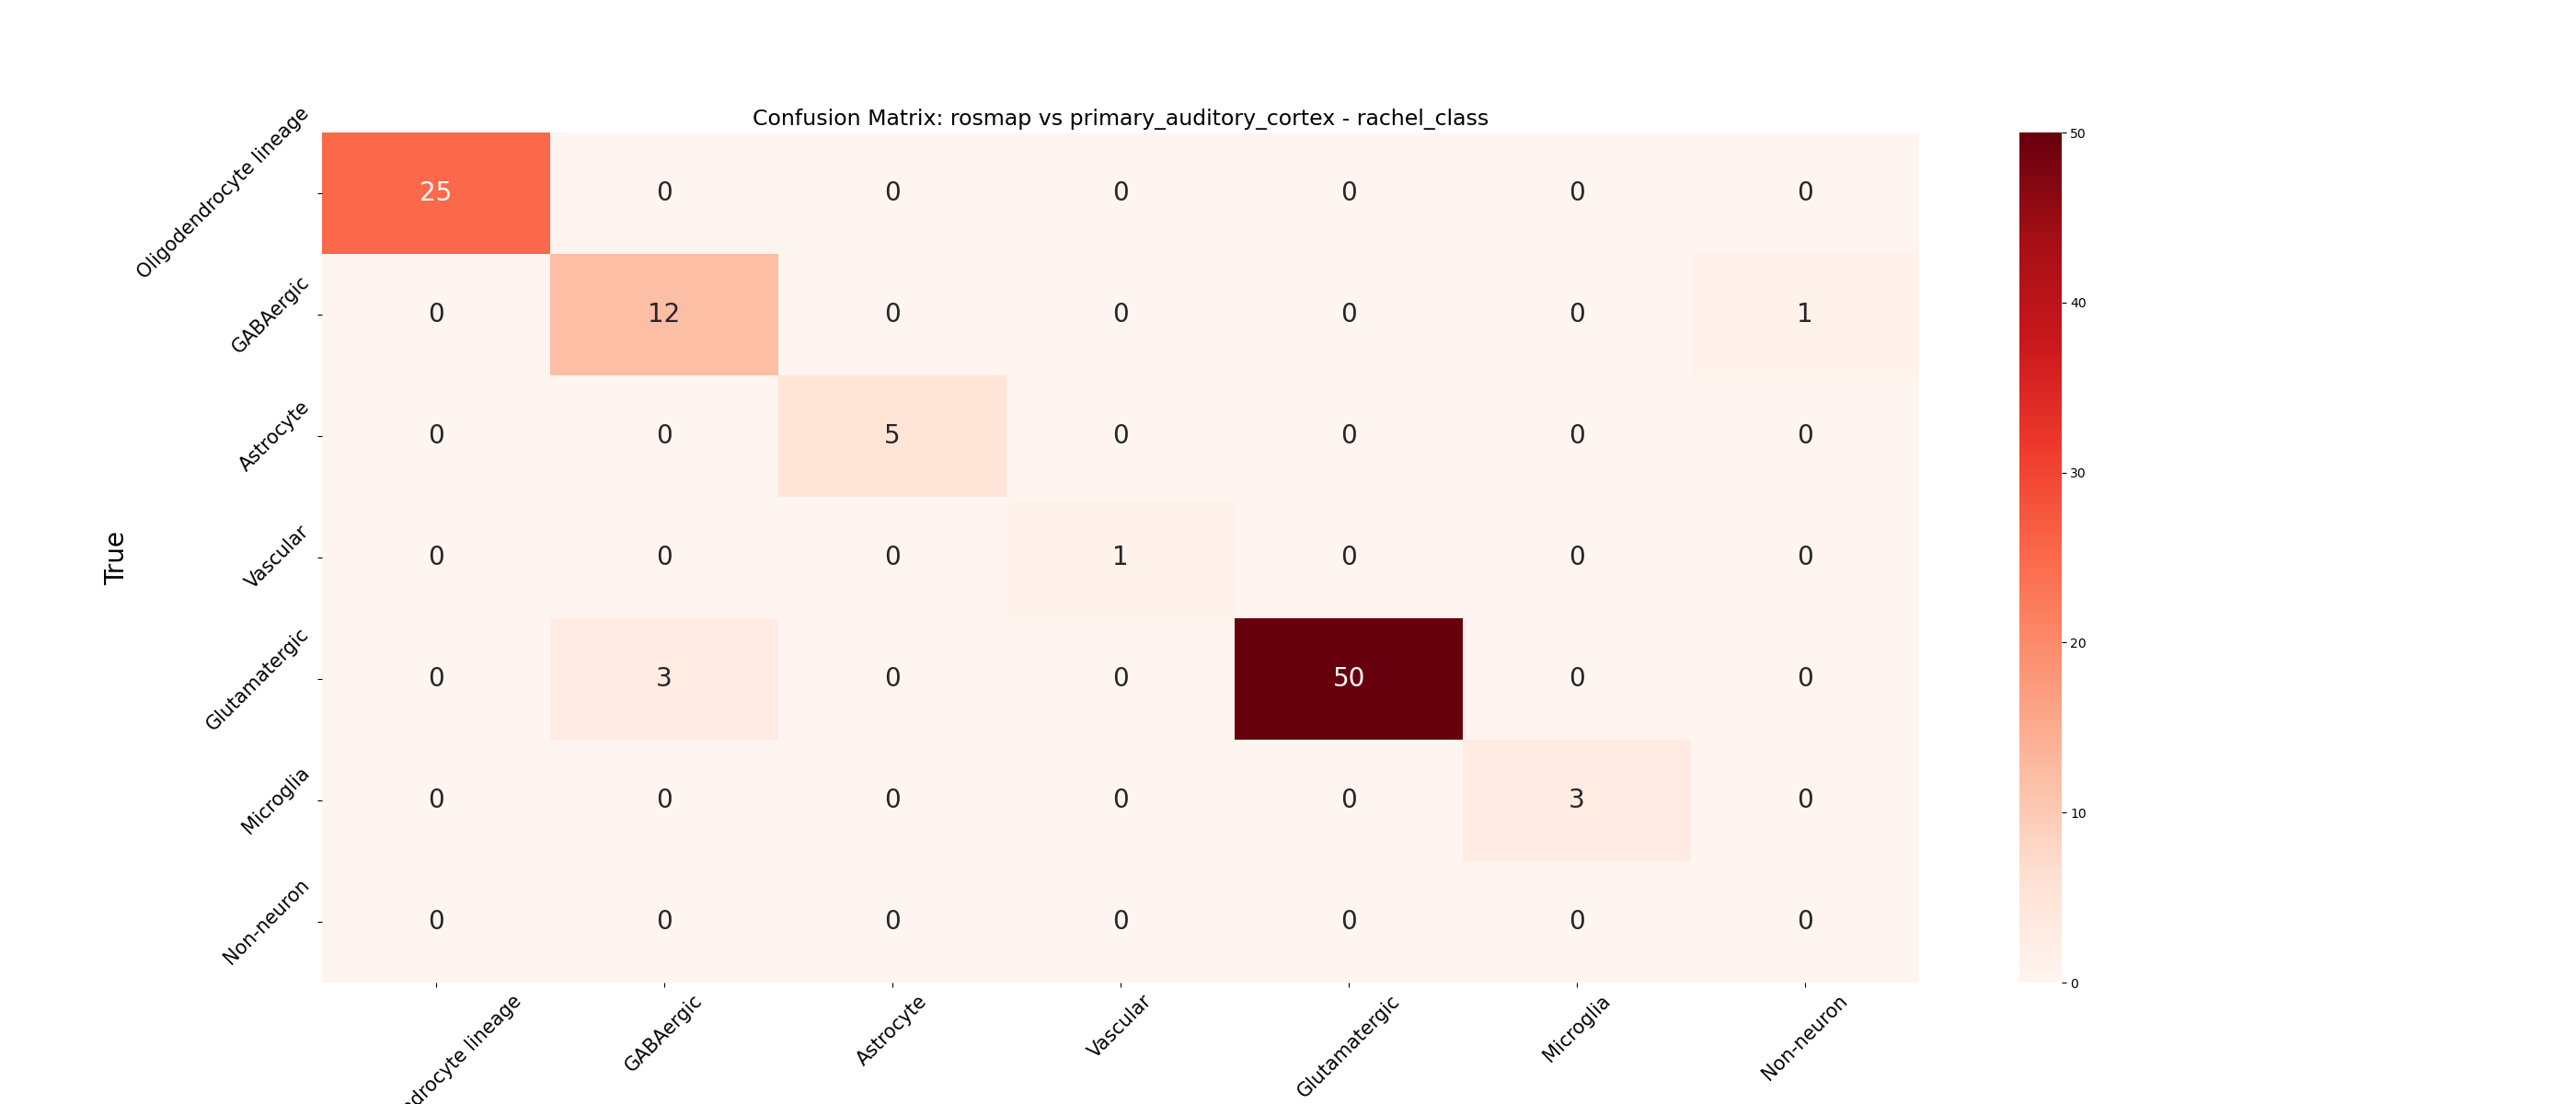 Confusion Matrix: rosmap vs primary_auditory_cortex - rachel_class
Oligodendrocyte lineage 25 0 0 0 0 0 0
GABAergic 0 12 0 0 0 0 1
Astrocyte 0 0 5 0 0 0 0
Vascular 0 0 0 1 0 0 0
Glutamatergic 0 3 0 0 50 0 0
Microglia 0 0 0 0 0 3 0
Non-neuron 0 0 0 0 0 0 0
True
lineage GABAergic Astrocyte Vascular Glutamatergic Microglia Non-neuron
50
40
30
20
10
0